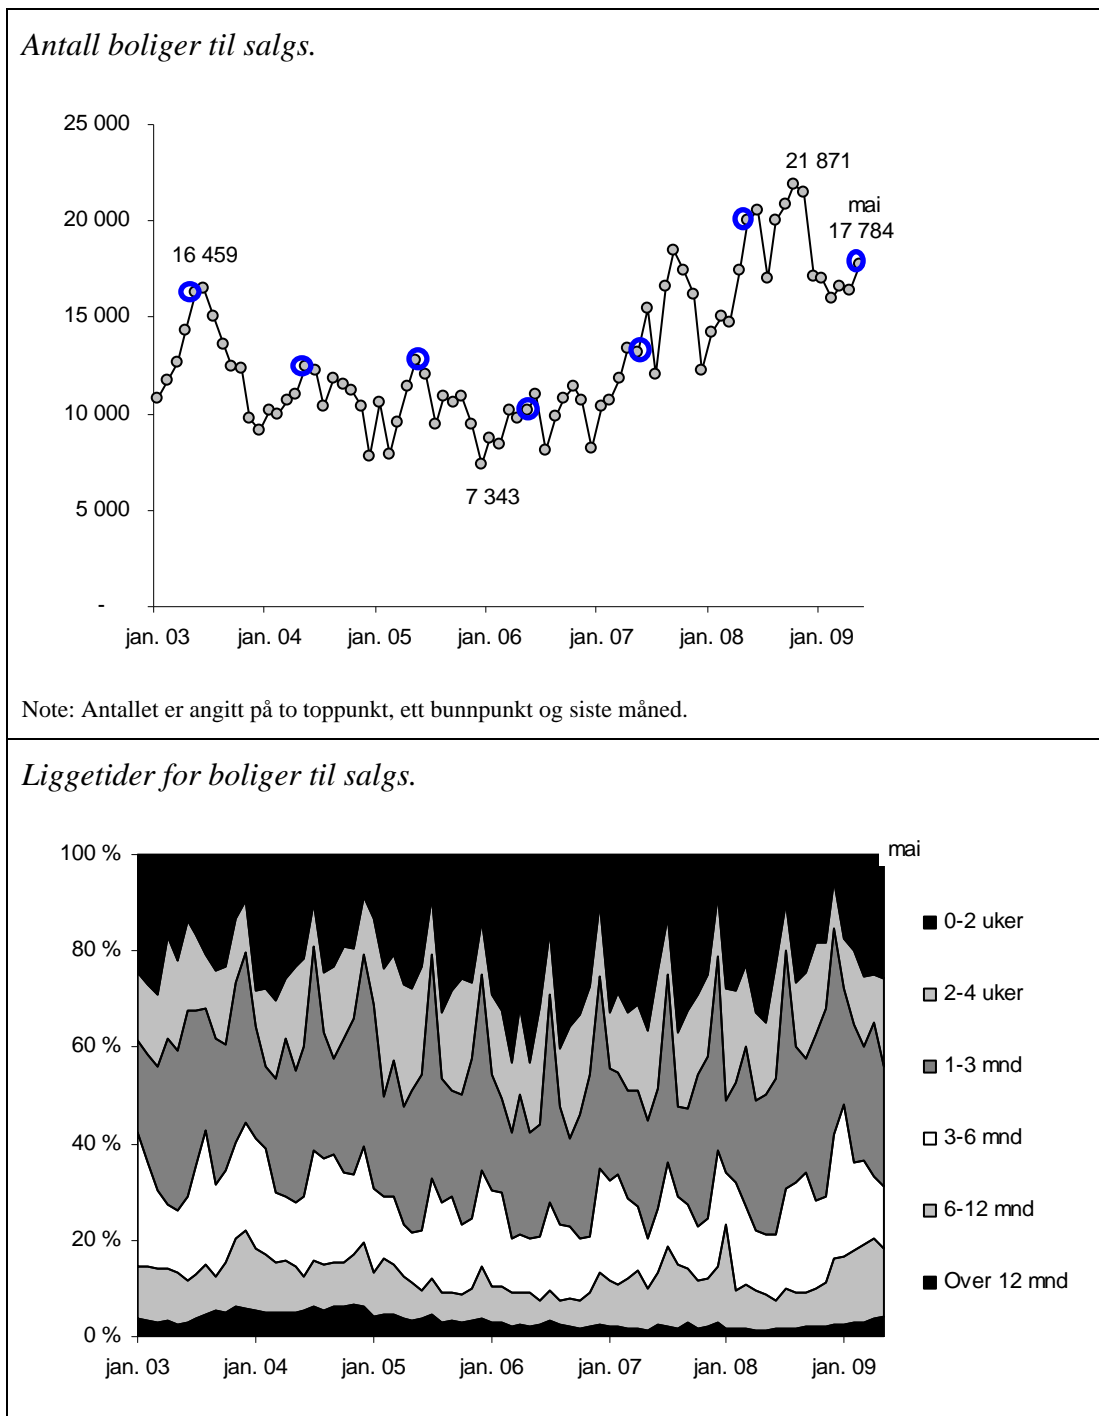 Antall boliger til salgs.
25 000
20 000
15 000
10 000
5 000
-
16 459
7 343
21 871
mai
17 784
jan. 03 jan. 04 jan. 05 jan. 06 jan. 07 jan. 08 jan. 09
Note: Antallet er angitt på to toppunkt, ett bunnpunkt og siste måned.
Liggetider for boliger til salgs.
100 %
80 %
60 %
40 %
20 %
0 %
mai
0-2 uker
2-4 uker
1-3 mnd
3-6 mnd
6-12 mnd
Over 12 mnd
jan. 03 jan. 04 jan. 05 jan. 06 jan. 07 jan. 08 jan. 09